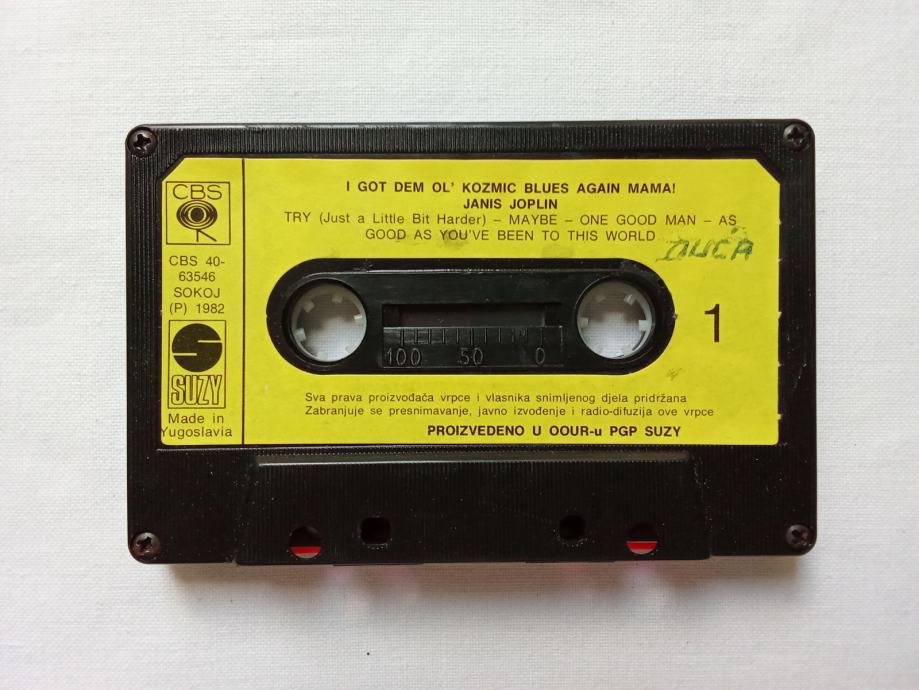 I GOT DEM OL' KOZMIC BLUES AGAIN MAMA!
JANIS JOPLIN
TRY (Just a Little Bit Harder) – MAYBE – ONE GOOD MAN – AS
GOOD AS YOU'VE BEEN TO THIS WORLD
DUĆA
CBS
CBS 40-
63546
SOKOJ
(P) 1982
SUZY
Made in
Yugoslavia
1
100 50 0
Sva prava proizvođača vrpce i vlasnika snimljenog djela pridržana
Zabranjuje se presnimavanje, javno izvođenje i radio-difuzija ove vrpce
PROIZVEDENO U OOUR-u PGP SUZY